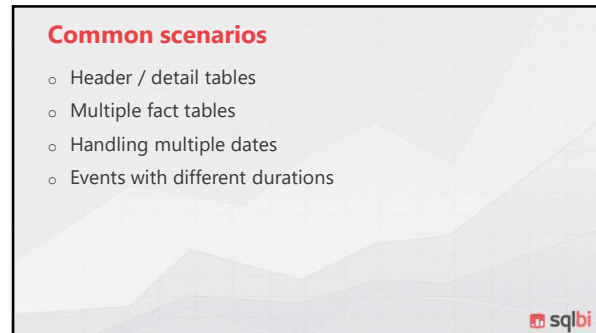 Common scenarios
○ Header / detail tables
○ Multiple fact tables
○ Handling multiple dates
○ Events with different durations
sqlbi